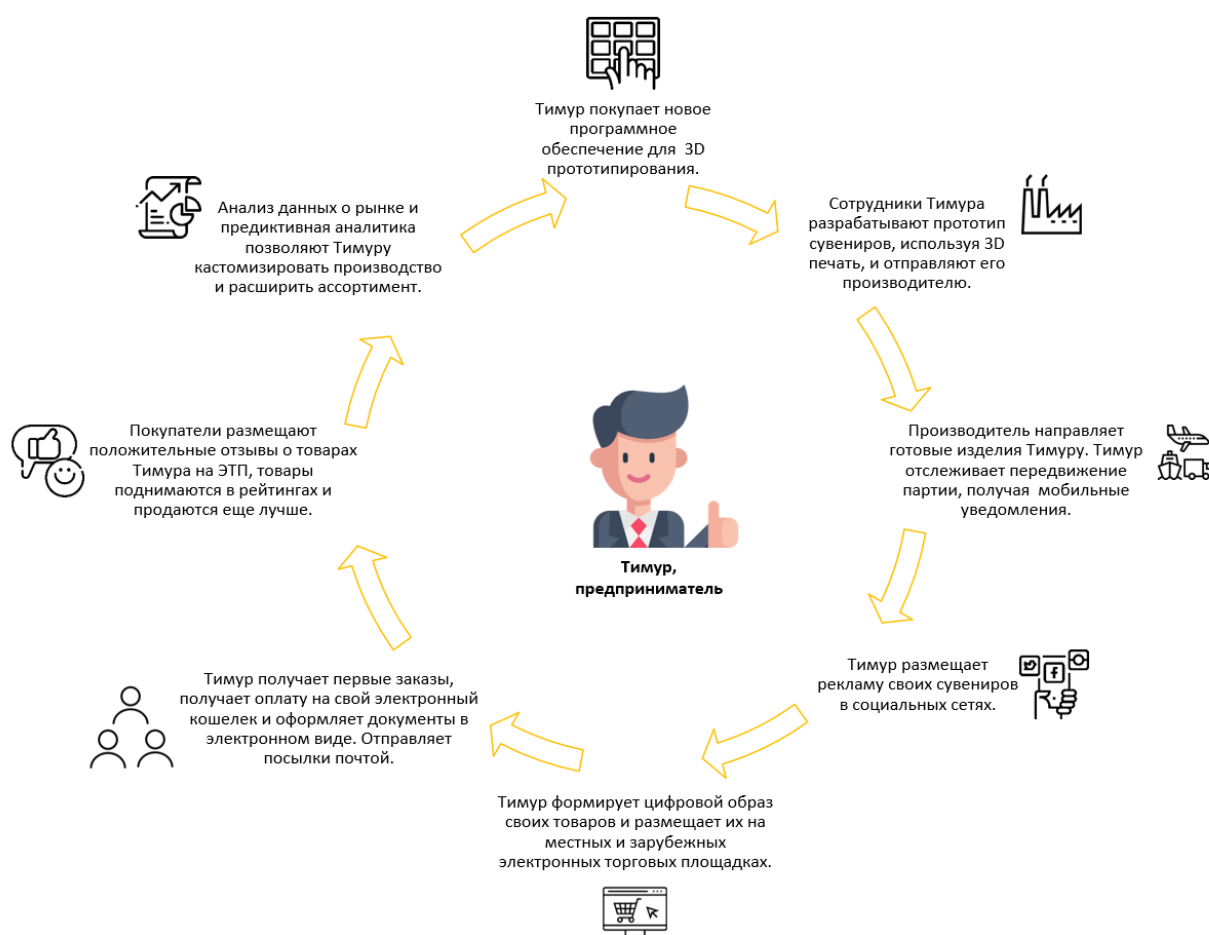 Тимур покупает новое
программное
обеспечение для 3D
прототипирования.
Сотрудники Тимура
разрабатывают прототип
сувениров, используя 3D
печать, и отправляют его
производителю.
Производитель направляет
готовые изделия Тимуру. Тимур
отслеживает передвижение
партии, получая мобильные
уведомления.
Тимур размещает
рекламу своих сувениров
в социальных сетях.
Тимур формирует цифровой образ
своих товаров и размещает их на
местных и зарубежных
электронных торговых площадках.
Тимур получает первые заказы,
получает оплату на свой электронный
кошелек и оформляет документы в
электронном виде. Отправляет
посылки почтой.
Покупатели размещают
положительные отзывы о товарах
Тимура на ЭТП, товары
поднимаются в рейтингах и
продаются еще лучше.
Анализ данных о рынке и
предиктивная аналитика
позволяют Тимуру
кастомизировать производство
и расширить ассортимент.
Тимур,
предприниматель